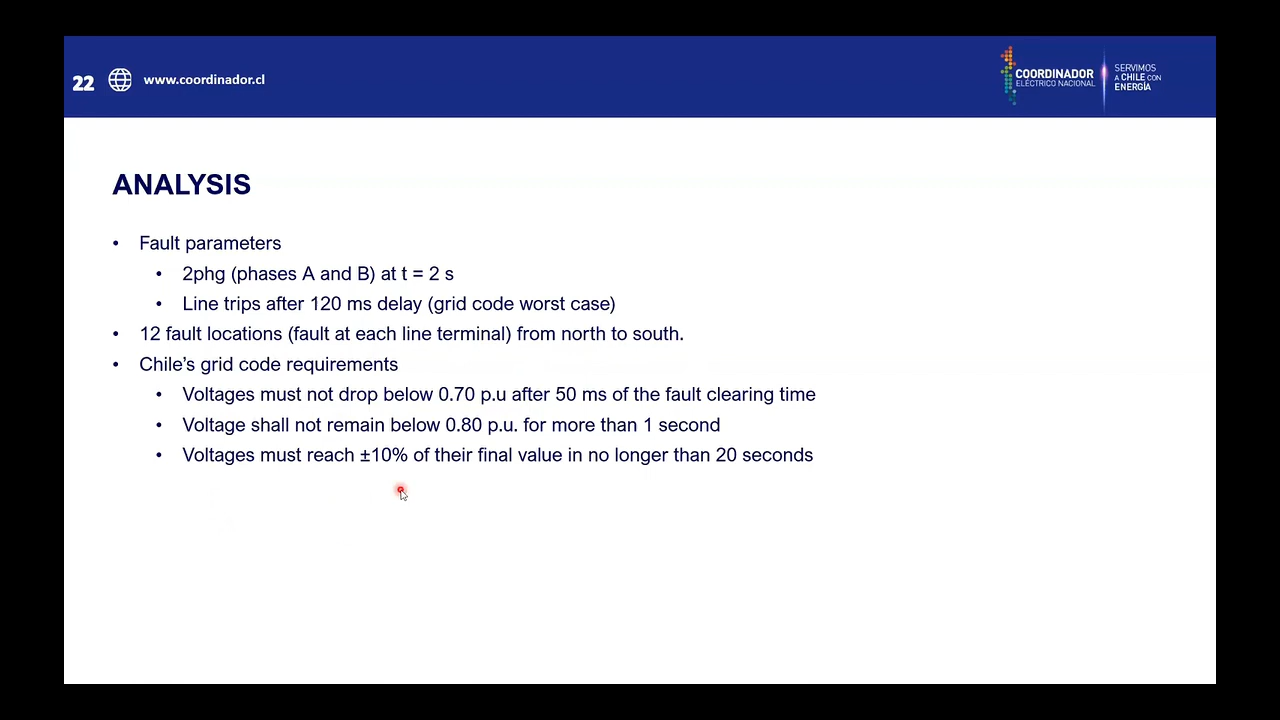 22
www.coordinador.cl
COORDINADOR
ELÉCTRICO NACIONAL
SERVIMOS
A CHILE CON
ENERGÍA
ANALYSIS
• Fault parameters
• 2phg (phases A and B) at t = 2 s
• Line trips after 120 ms delay (grid code worst case)
• 12 fault locations (fault at each line terminal) from north to south.
• Chile’s grid code requirements
• Voltages must not drop below 0.70 p.u after 50 ms of the fault clearing time
• Voltage shall not remain below 0.80 p.u. for more than 1 second
• Voltages must reach ±10% of their final value in no longer than 20 seconds